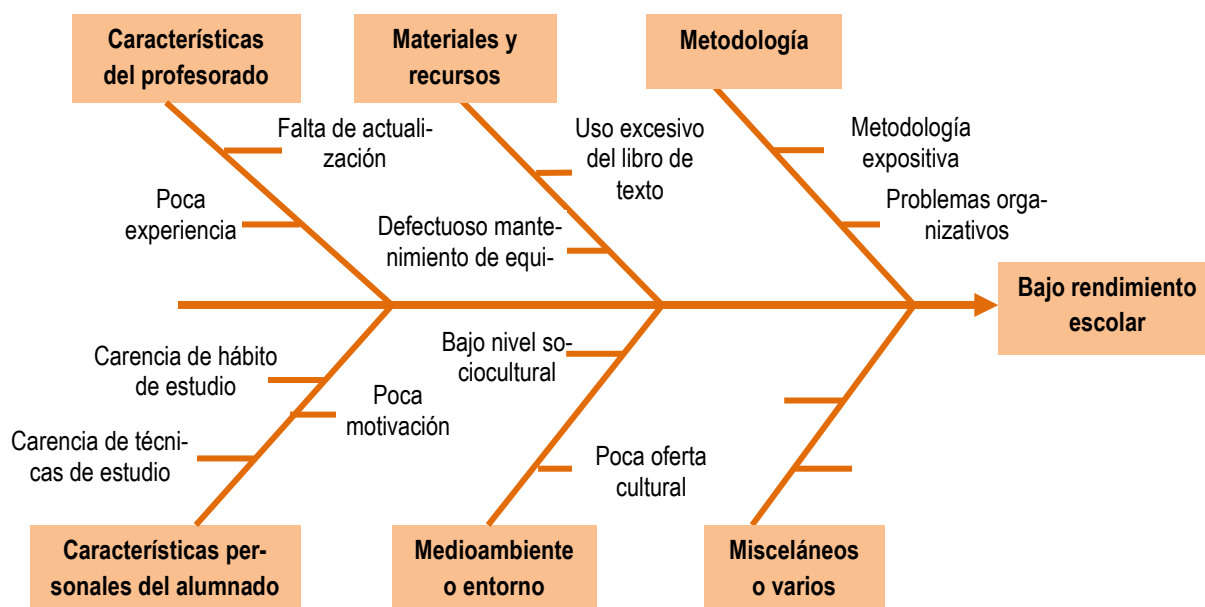 Características
del profesorado
Materiales y
recursos
Metodología
Falta de actuali-
zación
Poca
experiencia
Uso excesivo
del libro de
texto
Defectuoso mante-
nimiento de equi-
Metodología
expositiva
Problemas orga-
nizativos
Bajo rendimiento
escolar
Carencia de hábito
de estudio
Poca
motivación
Carencia de técni-
cas de estudio
Bajo nivel so-
ciocultural
Poca oferta
cultural
Características per-
sonales del alumnado
Medioambiente
o entorno
Misceláneos
o varios